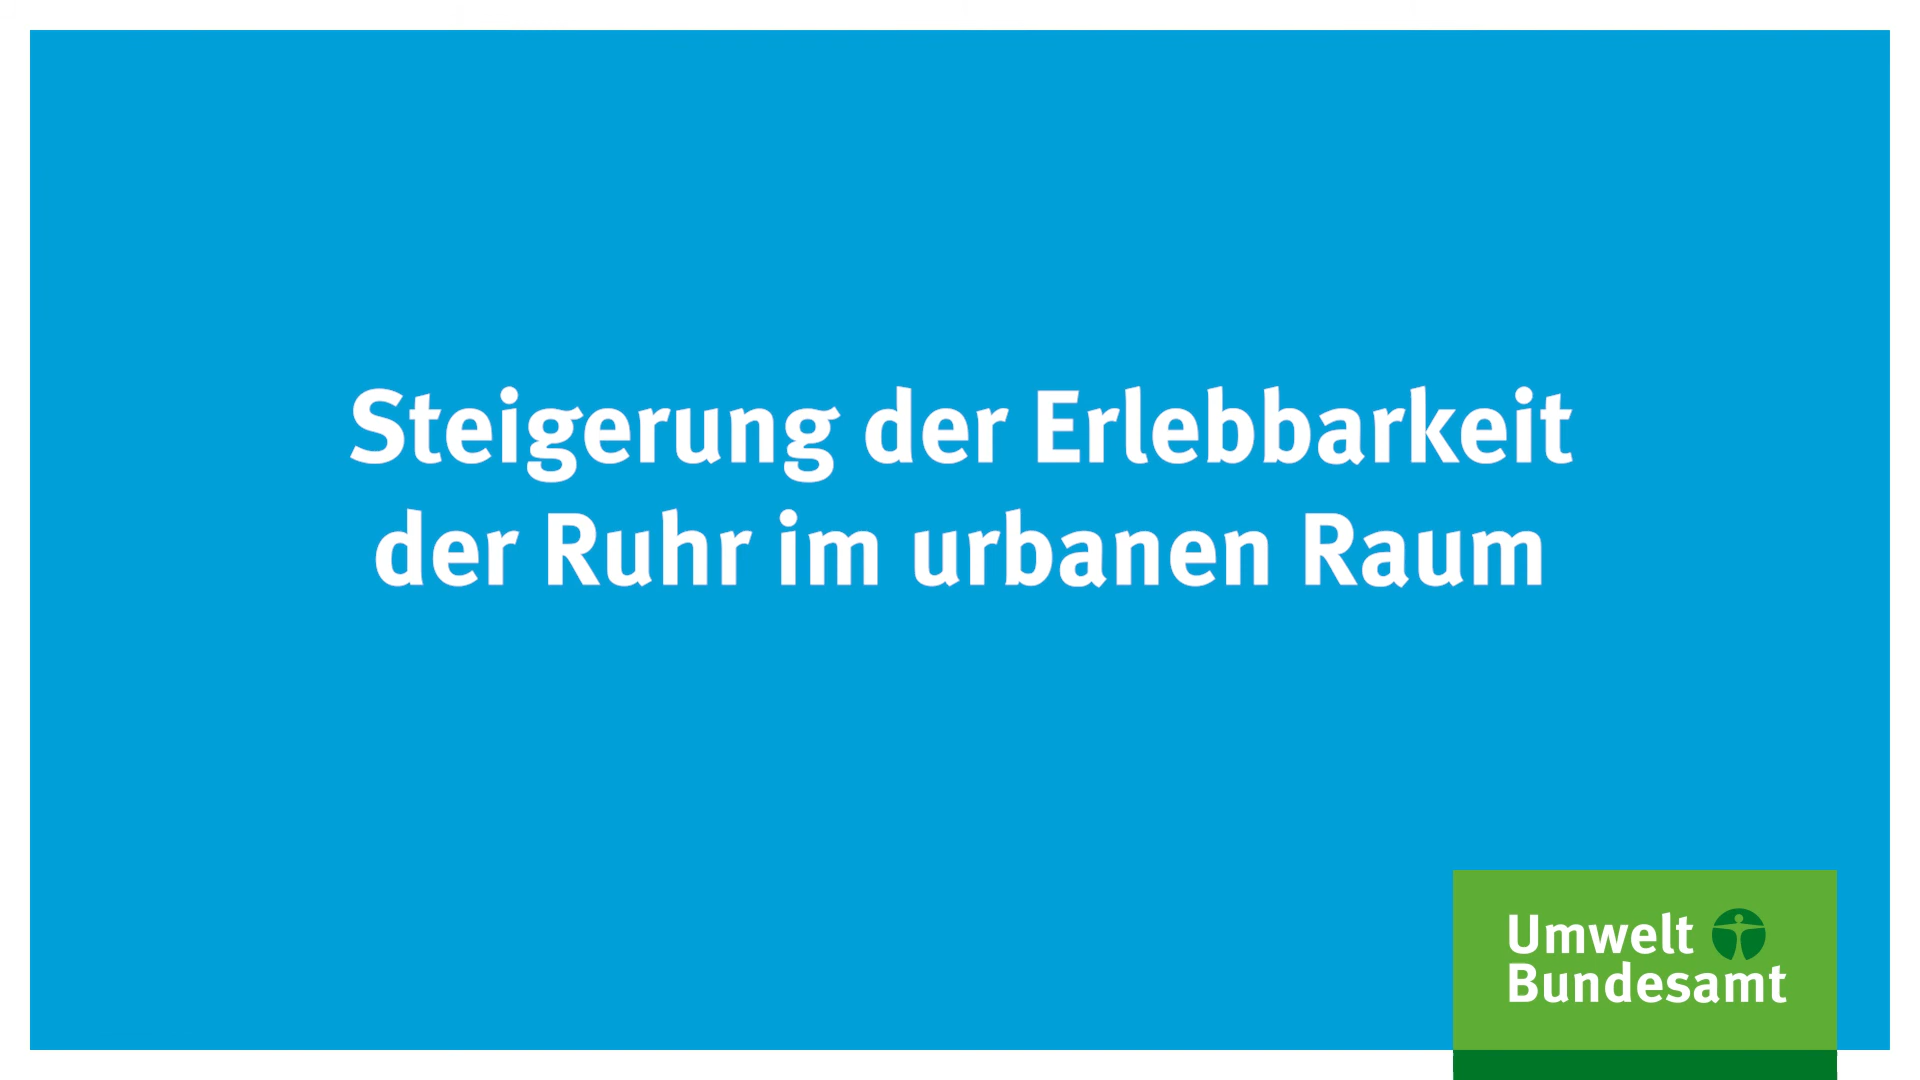 Steigerung der Erlebbarkeit
der Ruhr im urbanen Raum
Umwelt
Bundesamt